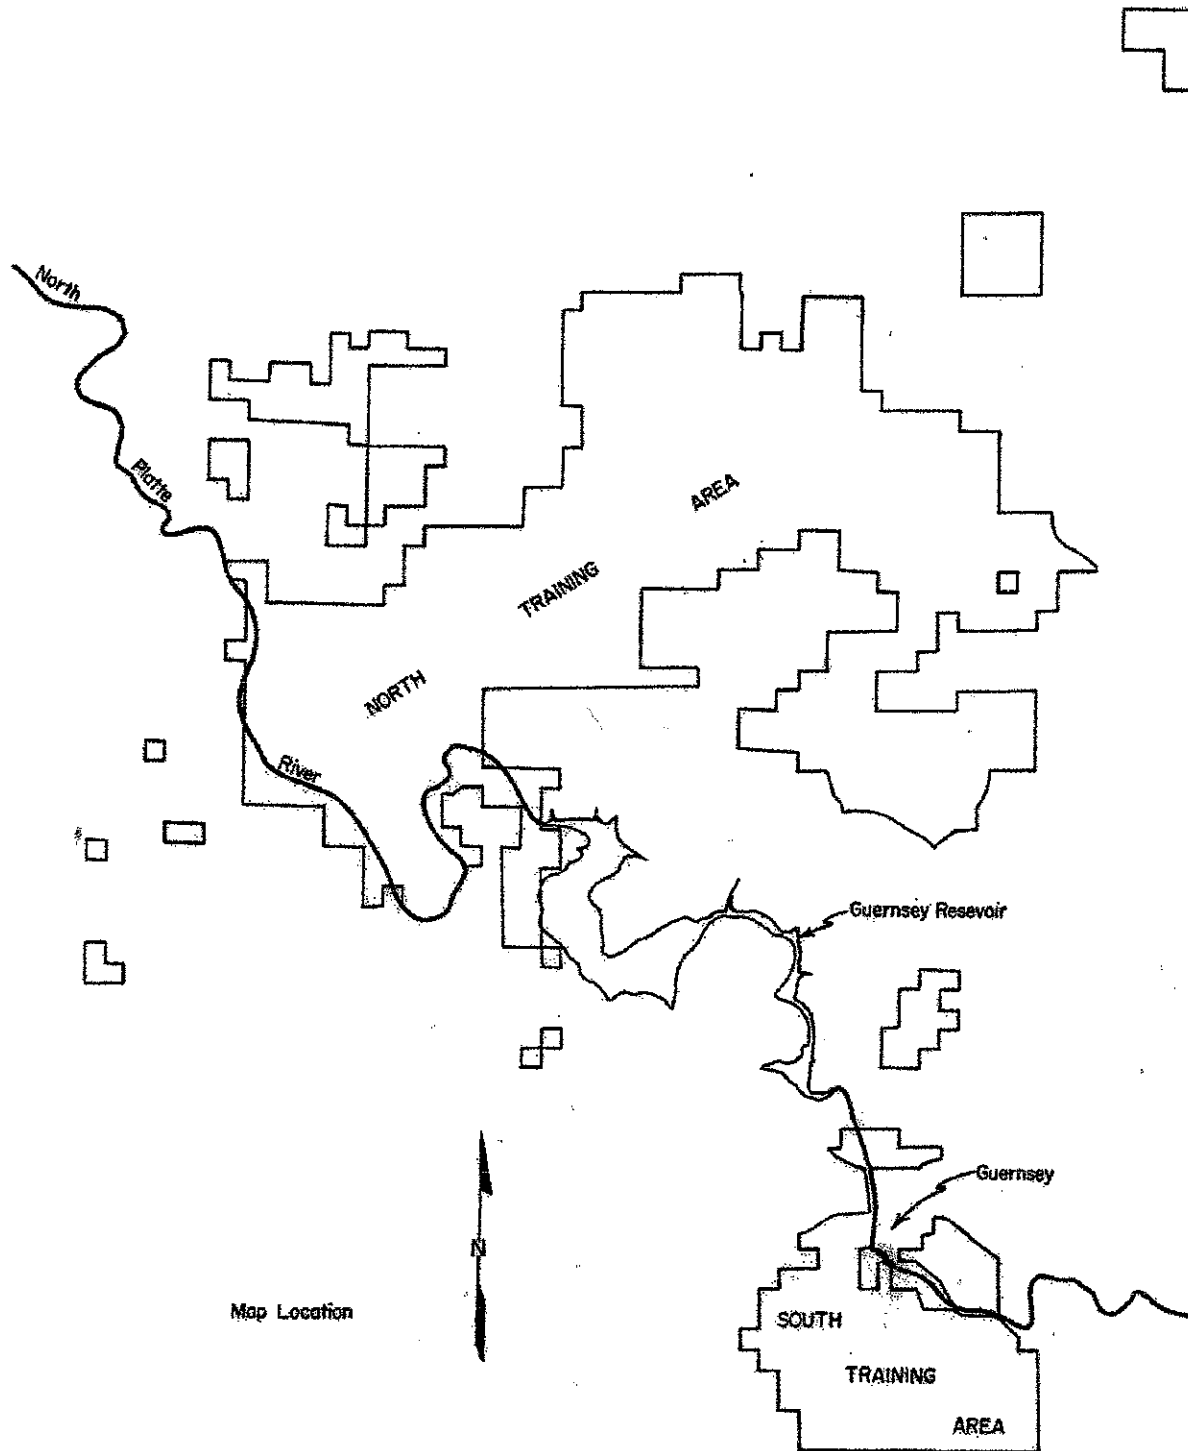 North
Platte
River
NORTH
TRAINING
AREA
Guernsey Resevoir
Guernsey
N
Map Location
SOUTH
TRAINING
AREA